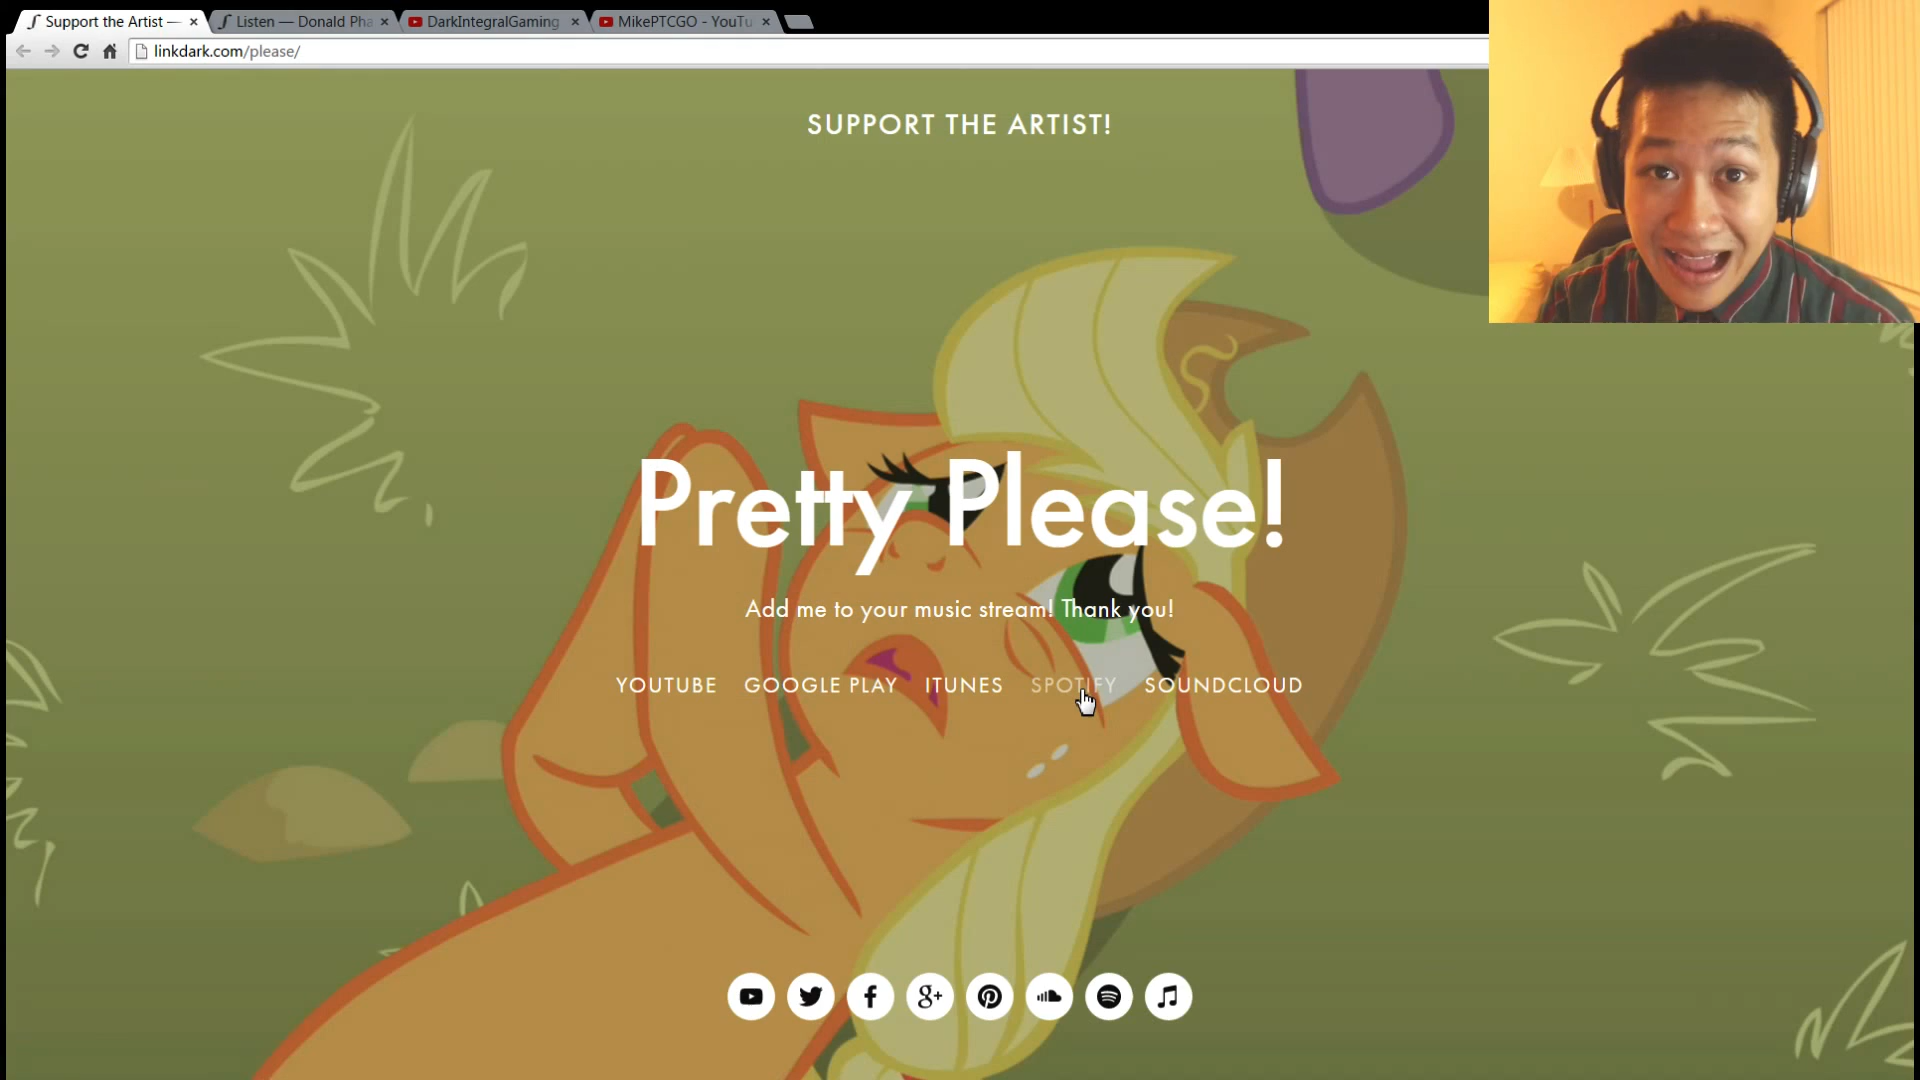 Support the Artist —
Listen — Donald Pha
DarkIntegralGaming
MikePTCGO - YouTu
linkdark.com/please/
SUPPORT THE ARTIST!
Pretty Please!
Add me to your music stream! Thank you!
YOUTUBE GOOGLE PLAY ITUNES SPOTIFY SOUNDCLOUD
g+